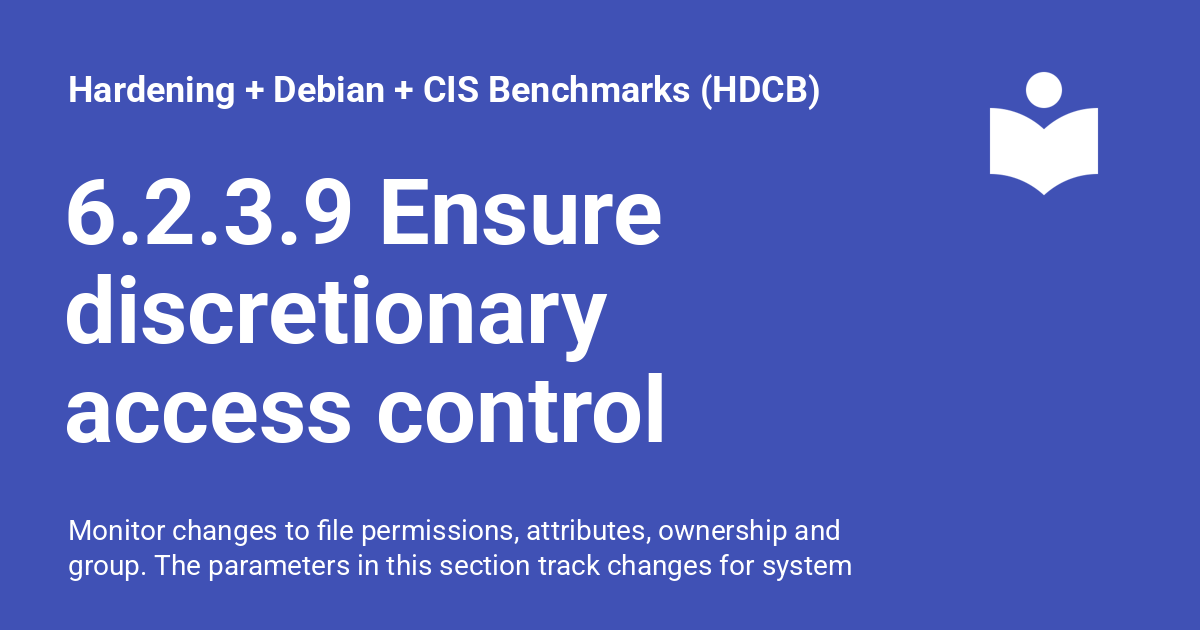 Hardening + Debian + CIS Benchmarks (HDCB)
6.2.3.9 Ensure
discretionary
access control
Monitor changes to file permissions, attributes, ownership and
group. The parameters in this section track changes for system